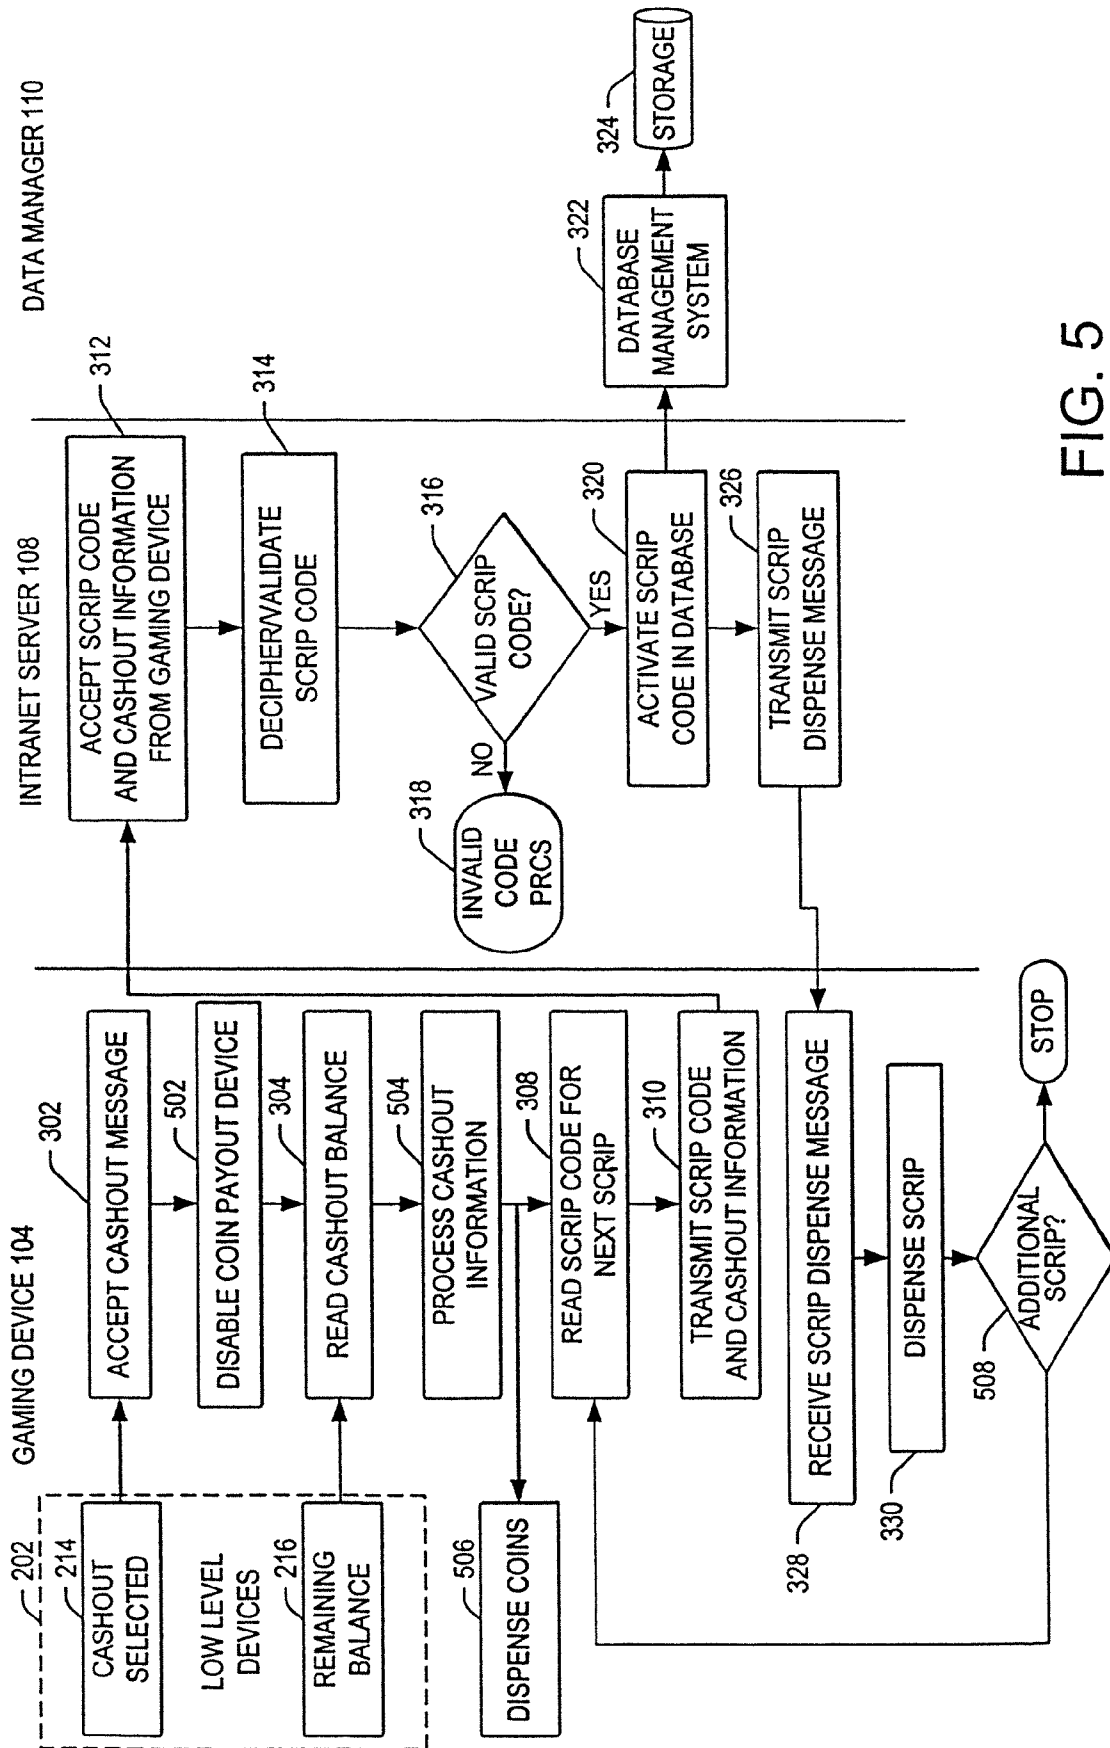 GAMING DEVICE 104
INTRANET SERVER 108
DATA MANAGER 110
202
214
CASHOUT
SELECTED
LOW LEVEL
DEVICES
216
REMAINING
BALANCE
302
ACCEPT CASHOUT MESSAGE
502
DISABLE COIN PAYOUT DEVICE
304
READ CASHOUT BALANCE
504
PROCESS CASHOUT
INFORMATION
506
DISPENSE COINS
308
READ SCRIP CODE FOR
NEXT SCRIP
310
TRANSMIT SCRIP CODE
AND CASHOUT INFORMATION
312
ACCEPT SCRIP CODE
AND CASHOUT INFORMATION
FROM GAMING DEVICE
314
DECIPHER/VALIDATE
SCRIP CODE
316
VALID SCRIP
CODE?
NO
YES
318
INVALID
CODE
PRCS
320
ACTIVATE SCRIP
CODE IN DATABASE
322
DATABASE
MANAGEMENT
SYSTEM
324
STORAGE
326
TRANSMIT SCRIP
DISPENSE MESSAGE
328
RECEIVE SCRIP DISPENSE MESSAGE
330
DISPENSE SCRIP
508
ADDITIONAL
SCRIP?
STOP
FIG. 5